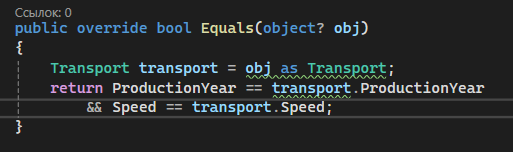 Ссылок: 0
public override bool Equals(object? obj)
{
Transport transport = obj as Transport;
return ProductionYear == transport.ProductionYear
&& Speed == transport.Speed;
}